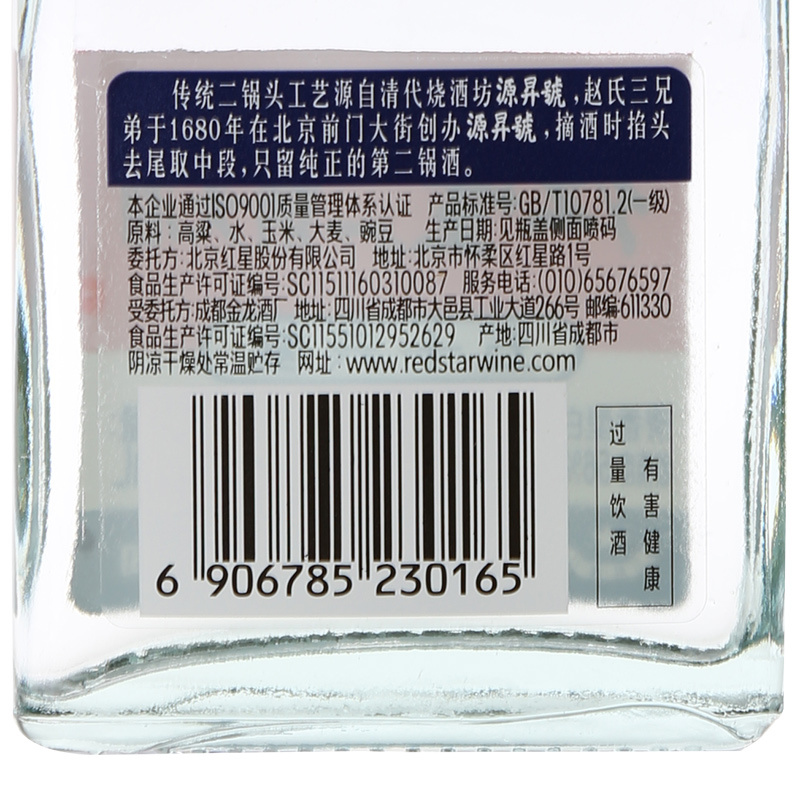 传统二锅头工艺源自清代烧酒坊源昇號,赵氏三兄
弟于1680年在北京前门大街创办源昇號,摘酒时掐头
去尾取中段,只留纯正的第二锅酒。
本企业通过ISO9001质量管理体系认证 产品标准号:GB/T10781.2(一级)
原料:高粱、水、玉米、大麦、豌豆 生产日期:见瓶盖侧面喷码
委托方:北京红星股份有限公司 地址:北京市怀柔区红星路1号
食品生产许可证编号:SC11511160310087 服务电话:(010)65676597
受委托方:成都金龙酒厂 地址:四川省成都市大邑县工业大道266号 邮编:611330
食品生产许可证编号:SC11551012952629 产地:四川省成都市
阴凉干燥处常温贮存 网址:www.redstarwine.com
6 906785 230165
过量饮酒
有害健康